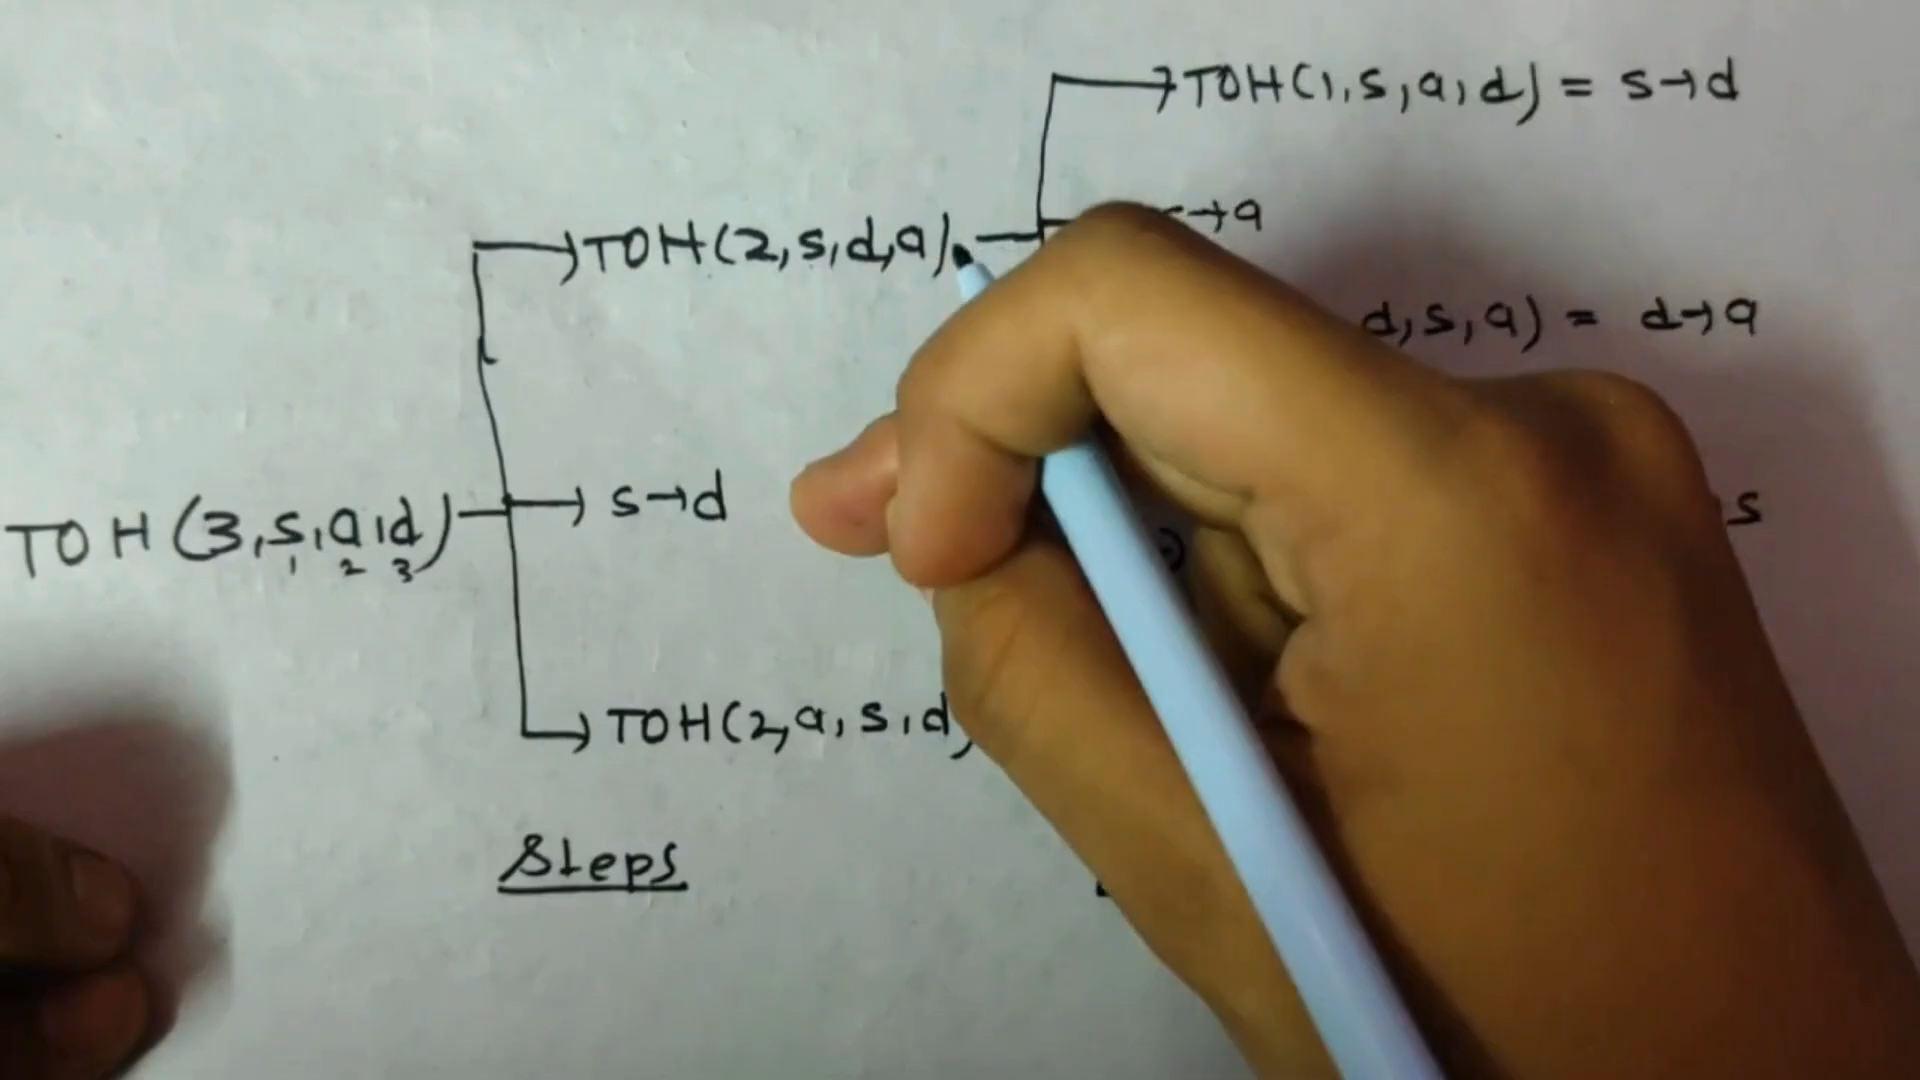 TOH(1,s,a,d) = s→d
TOH(2,s,d,a)
→a
d,s,a) = d→a
TOH(3,s,a,d)
1 2 3
s→d
s
TOH(2,a,s,d)
Steps